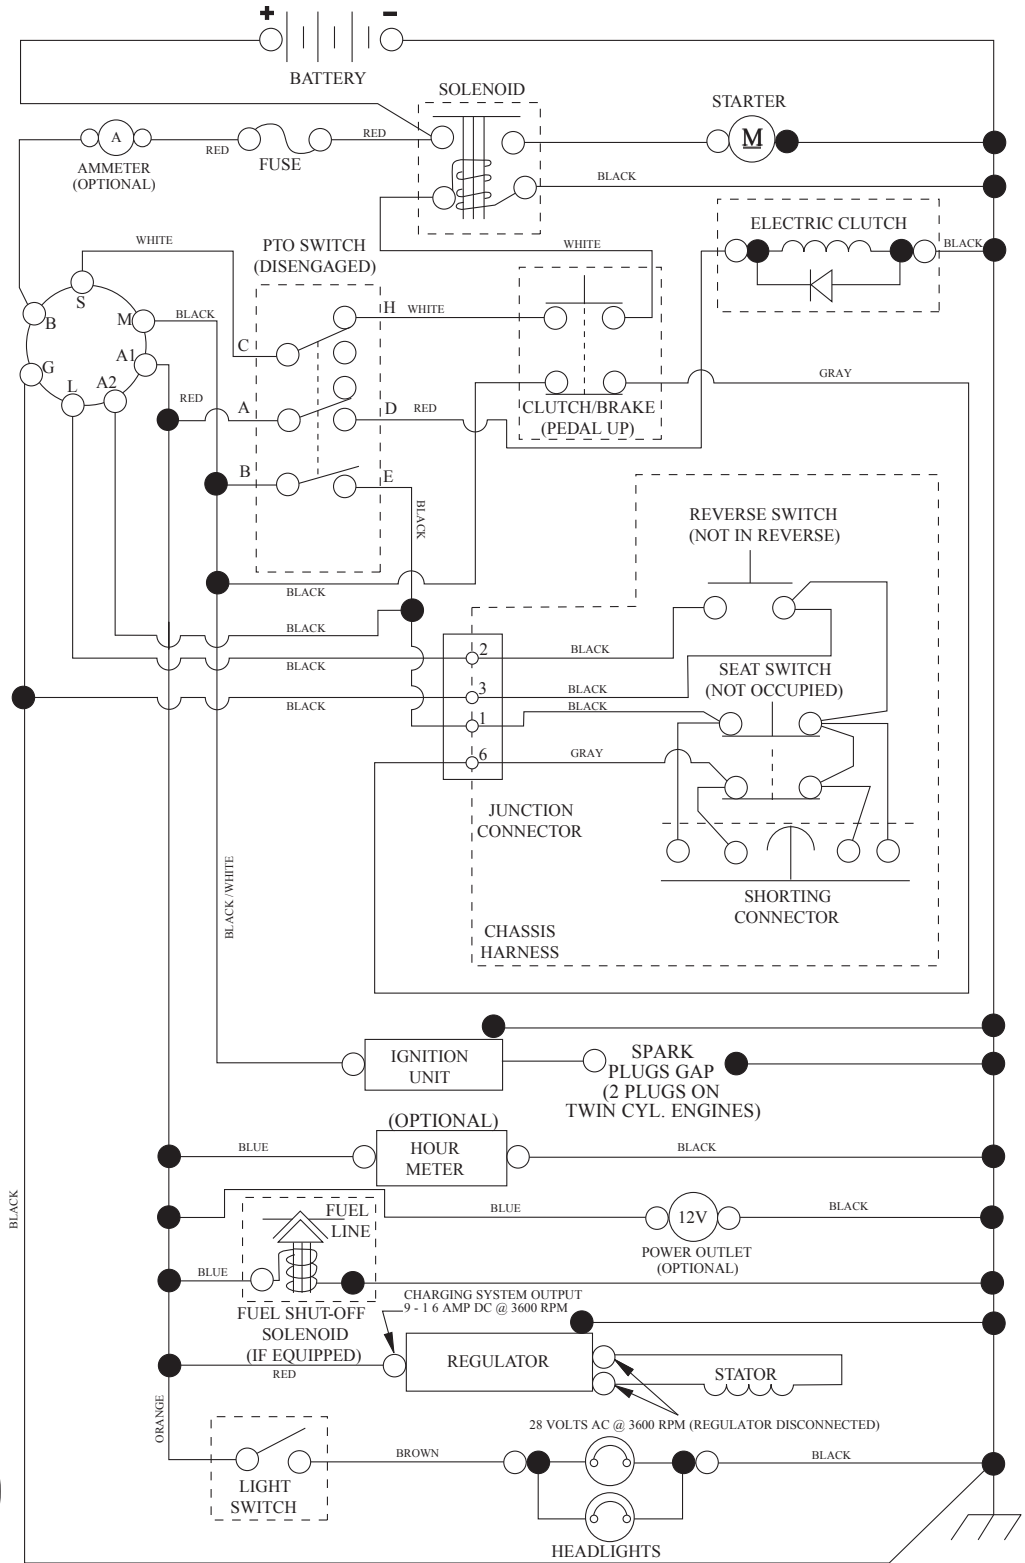 + -
BATTERY
SOLENOID
STARTER
M
A
AMMETER
(OPTIONAL)
RED
FUSE
RED
BLACK
ELECTRIC CLUTCH
BLACK
WHITE
PTO SWITCH
(DISENGAGED)
WHITE
S
B
M
BLACK
H
WHITE
C
G
A1
L
A2
RED
A
D
RED
GRAY
CLUTCH/BRAKE
(PEDAL UP)
B
E
BLACK
REVERSE SWITCH
(NOT IN REVERSE)
BLACK
BLACK
BLACK
2
BLACK
SEAT SWITCH
(NOT OCCUPIED)
BLACK
3
BLACK
BLACK
1
6
GRAY
JUNCTION
CONNECTOR
SHORTING
CONNECTOR
BLACK/WHITE
CHASSIS
HARNESS
IGNITION
UNIT
SPARK
PLUGS GAP
(2 PLUGS ON
TWIN CYL. ENGINES)
(OPTIONAL)
HOUR
METER
BLUE
BLACK
BLACK
FUEL
LINE
BLUE
12V
BLACK
POWER OUTLET
(OPTIONAL)
BLUE
CHARGING SYSTEM OUTPUT
9 - 1 6 AMP DC @ 3600 RPM
FUEL SHUT-OFF
SOLENOID
(IF EQUIPPED)
RED
REGULATOR
STATOR
ORANGE
28 VOLTS AC @ 3600 RPM (REGULATOR DISCONNECTED)
BROWN
BLACK
LIGHT
SWITCH
HEADLIGHTS